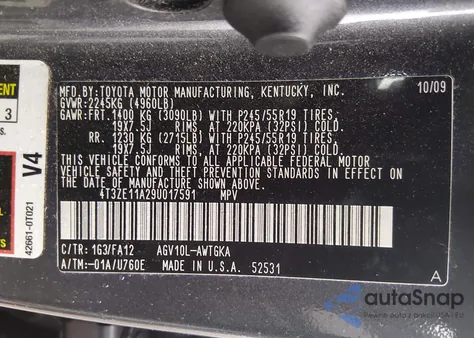 MFD.BY:TOYOTA MOTOR MANUFACTURING, KENTUCKY, INC. 10/09
GVWR:2245KG (4960LB)
GAWR:FRT.1400 KG (3090LB) WITH P245/55R19 TIRES,
19X7.5J RIMS AT 220KPA (32PSI) COLD.
RR. 1230 KG (2715LB) WITH P245/55R19 TIRES,
19X7.5J RIMS AT 220KPA (32PSI) COLD.
THIS VEHICLE CONFORMS TO ALL APPLICABLE FEDERAL MOTOR
VEHICLE SAFETY AND THEFT PREVENTION STANDARDS IN EFFECT ON THE
DATE OF MANUFACTURE SHOWN ABOVE.
4T3ZE11A29U017591 MPV
C/TR: 1G3/FA12 AGV10L-AWTGKA
A/TM:-01A/U760E MADE IN U.S.A. 52531
A
3
V4
42661-0T021
autoSnap